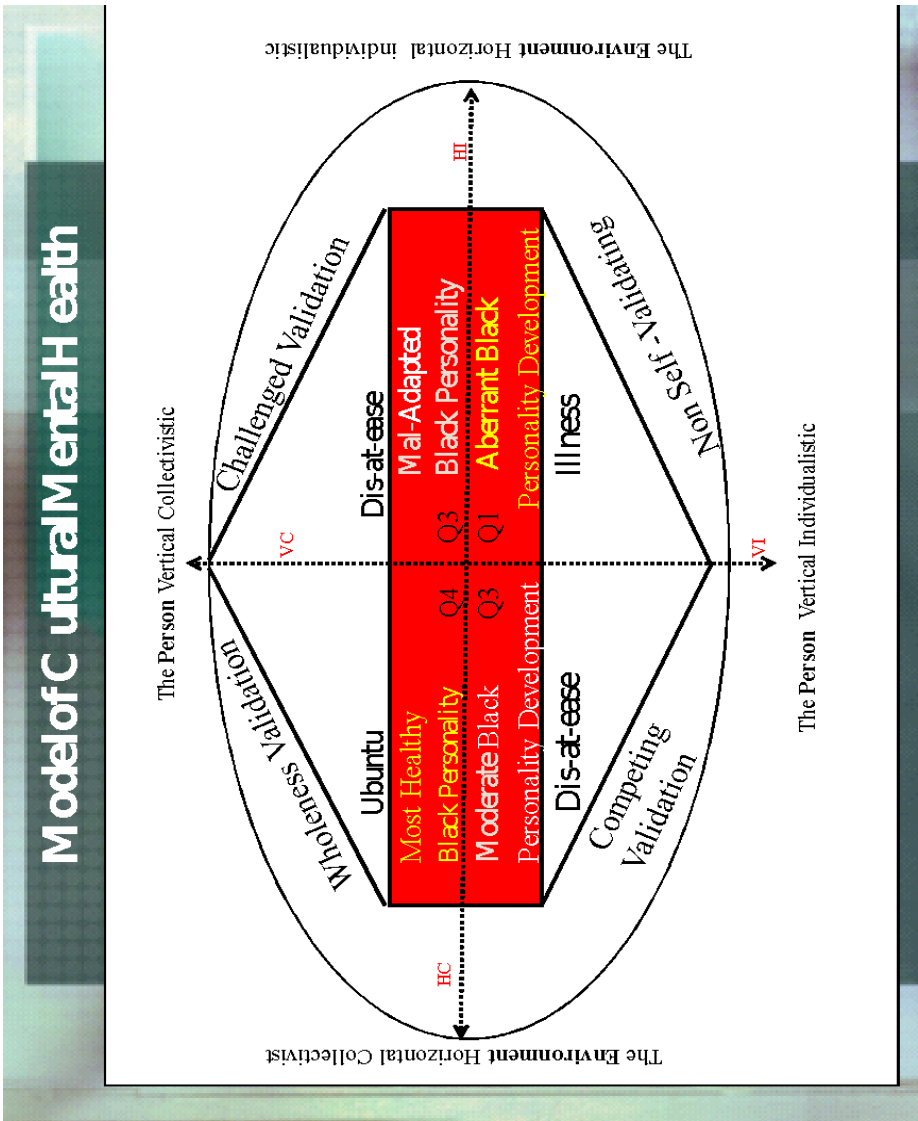 Model of Cultural Mental Health
The Person Vertical Collectivistic
Wholeness Validation
Challenged Validation
VC
Ubuntu
Dis-at-ease
Most Healthy
Black Personality
Q4
Mal-Adapted
Black Personality
Q3
The Environment Horizontal Collectivist
HC
HI
The Environment Horizontal individualistic
Moderate Black
Personality Development
Q3
Aberrant Black
Personality Development
Q1
Dis-at-ease
Illness
Competing
Validation
Non Self -Validating
VI
The Person Vertical Individualistic